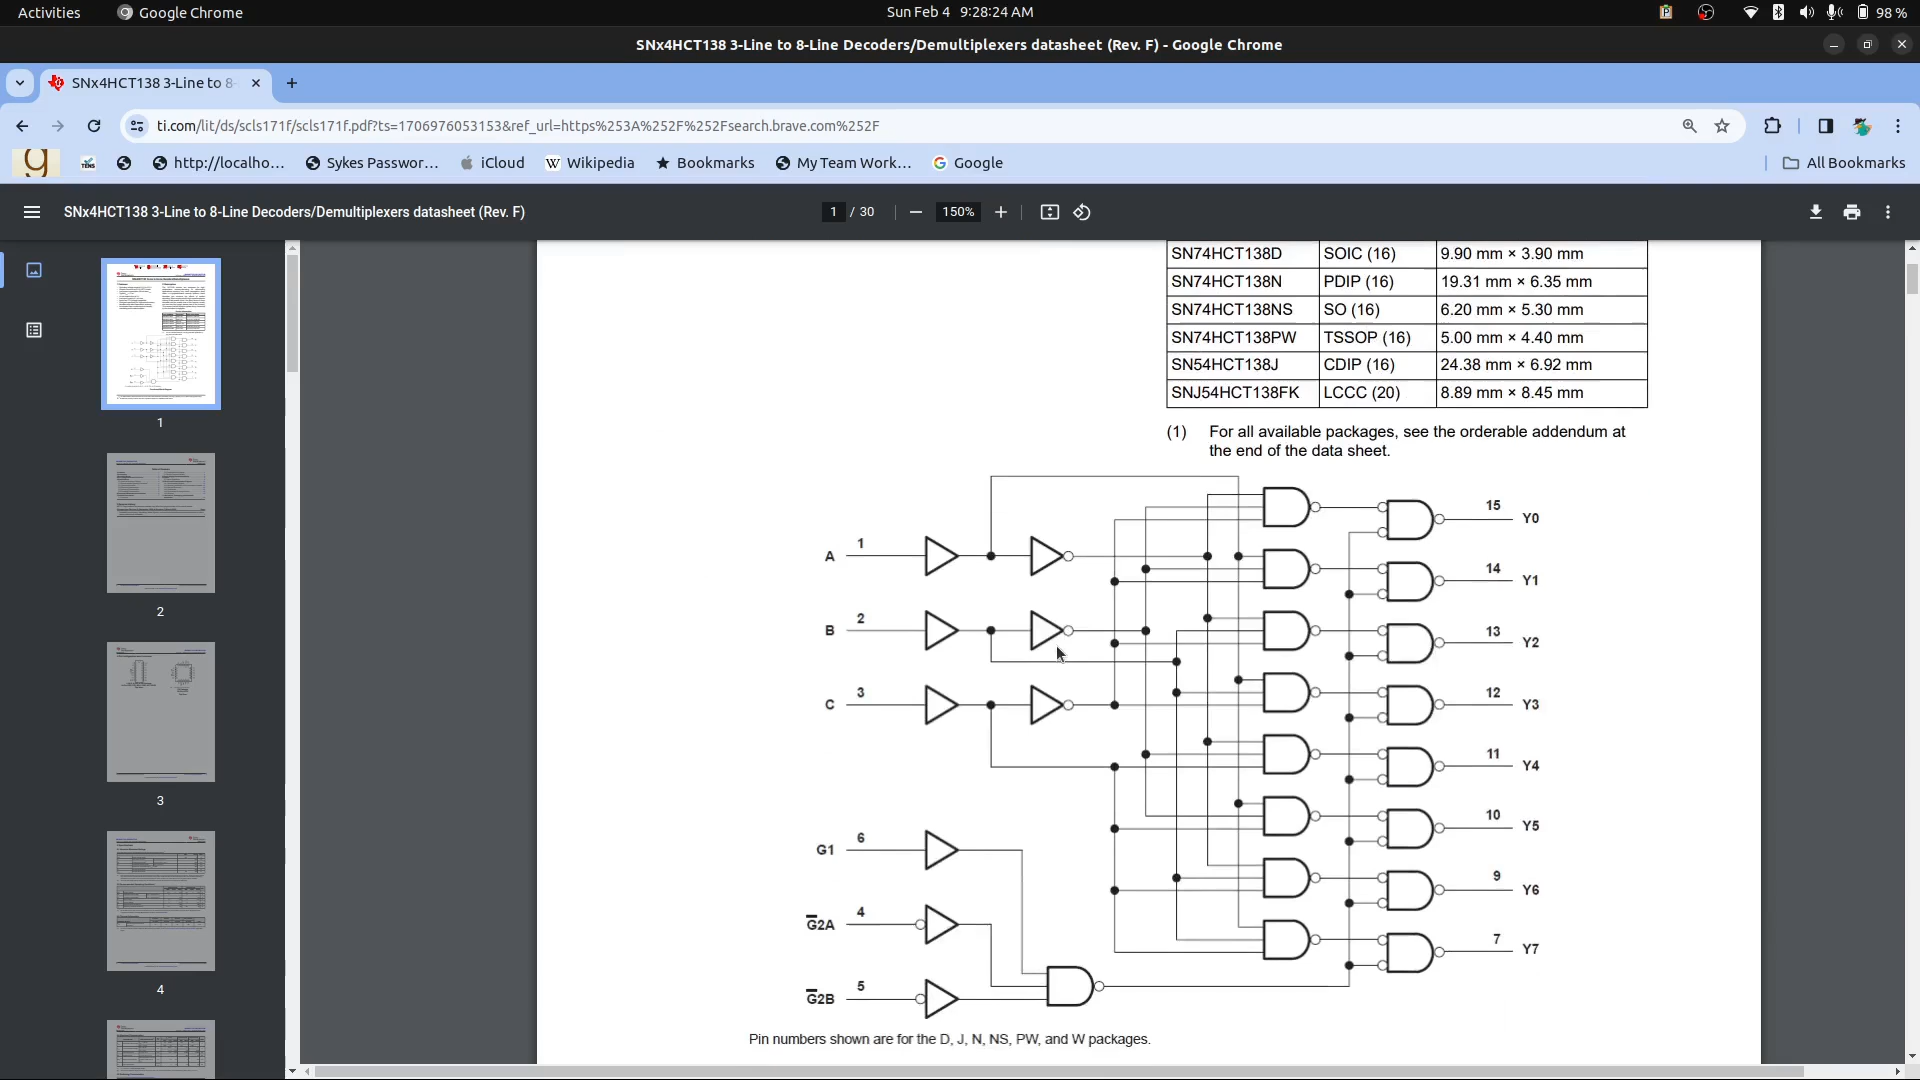 Activities
Google Chrome
Sun Feb 4 9:28:24 AM
98 %
SNx4HCT138 3-Line to 8-Line Decoders/Demultiplexers datasheet (Rev. F) - Google Chrome
SNx4HCT138 3-Line to 8-
ti.com/lit/ds/scls171f/scls171f.pdf?ts=1706976053153&ref_url=https%253A%252F%252Fsearch.brave.com%252F
g
TENS
http://localho...
Sykes Passwor...
iCloud
W Wikipedia
Bookmarks
My Team Work...
Google
All Bookmarks
SNx4HCT138 3-Line to 8-Line Decoders/Demultiplexers datasheet (Rev. F)
1 / 30
150%
SN74HCT138D SOIC (16) 9.90 mm × 3.90 mm
SN74HCT138N PDIP (16) 19.31 mm × 6.35 mm
SN74HCT138NS SO (16) 6.20 mm × 5.30 mm
SN74HCT138PW TSSOP (16) 5.00 mm × 4.40 mm
SN54HCT138J CDIP (16) 24.38 mm × 6.92 mm
SNJ54HCT138FK LCCC (20) 8.89 mm × 8.45 mm
(1) For all available packages, see the orderable addendum at
the end of the data sheet.
A 1
B 2
C 3
G1 6
G̅2A 4
G̅2B 5
15 Y0
14 Y1
13 Y2
12 Y3
11 Y4
10 Y5
9 Y6
7 Y7
Pin numbers shown are for the D, J, N, NS, PW, and W packages.
1
2
3
4